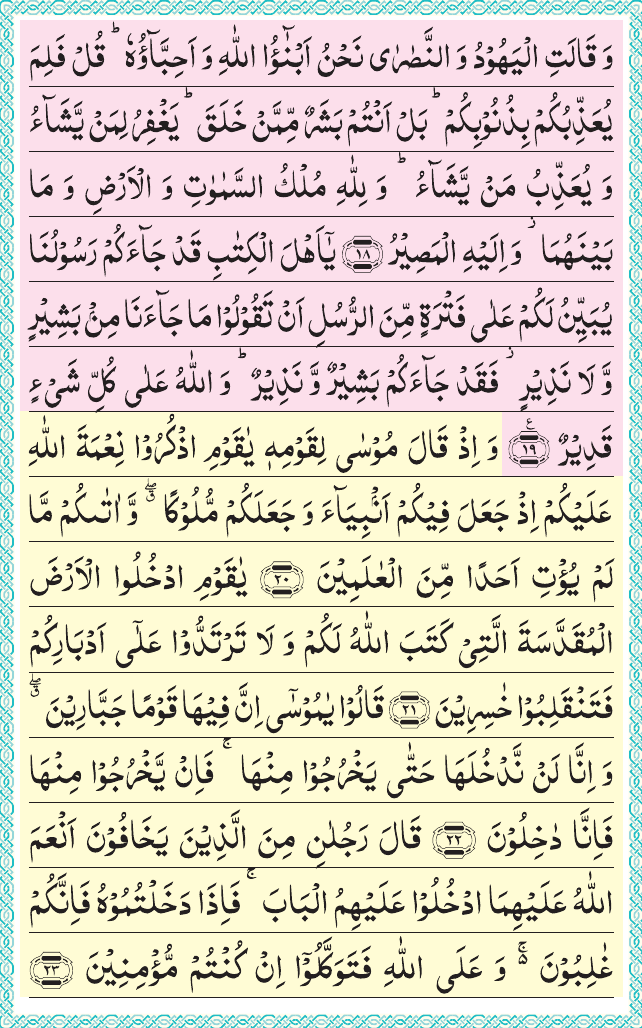 وَ قَالَتِ الْیَهُوْدُ وَ النَّصٰرٰی نَحْنُ اَبْنٰٓؤُا اللّٰهِ وَ اَحِبَّآؤُهٗ ؕ قُلْ فَلِمَ
یُعَذِّبُكُمْ بِذُنُوْبِكُمْ ؕ بَلْ اَنْتُمْ بَشَرٌ مِّمَّنْ خَلَقَ ؕ یَغْفِرُ لِمَنْ یَّشَآءُ
وَ یُعَذِّبُ مَنْ یَّشَآءُ ؕ وَ لِلّٰهِ مُلْكُ السَّمٰوٰتِ وَ الْاَرْضِ وَ مَا
بَیْنَهُمَا ؗ وَ اِلَیْهِ الْمَصِیْرُ ﴿۱۸﴾ یٰۤاَهْلَ الْكِتٰبِ قَدْ جَآءَكُمْ رَسُوْلُنَا
یُبَیِّنُ لَكُمْ عَلٰی فَتْرَةٍ مِّنَ الرُّسُلِ اَنْ تَقُوْلُوْا مَا جَآءَنَا مِنْۢ بَشِیْرٍ
وَّ لَا نَذِیْرٍ ؗ فَقَدْ جَآءَكُمْ بَشِیْرٌ وَّ نَذِیْرٌ ؕ وَ اللّٰهُ عَلٰی كُلِّ شَیْءٍ
قَدِیْرٌ ﴿۱۹﴾ ع وَ اِذْ قَالَ مُوْسٰی لِقَوْمِهٖ یٰقَوْمِ اذْكُرُوْا نِعْمَةَ اللّٰهِ
عَلَیْكُمْ اِذْ جَعَلَ فِیْكُمْ اَنْۢبِیَآءَ وَ جَعَلَكُمْ مُّلُوْكًا ۗۖ وَّ اٰتٰىكُمْ مَّا
لَمْ یُؤْتِ اَحَدًا مِّنَ الْعٰلَمِیْنَ ﴿۲۰﴾ یٰقَوْمِ ادْخُلُوا الْاَرْضَ
الْمُقَدَّسَةَ الَّتِیْ كَتَبَ اللّٰهُ لَكُمْ وَ لَا تَرْتَدُّوْا عَلٰۤی اَدْبَارِكُمْ
فَتَنْقَلِبُوْا خٰسِرِیْنَ ﴿۲۱﴾ قَالُوْا یٰمُوْسٰۤی اِنَّ فِیْهَا قَوْمًا جَبَّارِیْنَ ۗۖ
وَ اِنَّا لَنْ نَّدْخُلَهَا حَتّٰی یَخْرُجُوْا مِنْهَا ۚ فَاِنْ یَّخْرُجُوْا مِنْهَا
فَاِنَّا دٰخِلُوْنَ ﴿۲۲﴾ قَالَ رَجُلٰنِ مِنَ الَّذِیْنَ یَخَافُوْنَ اَنْعَمَ
اللّٰهُ عَلَیْهِمَا ادْخُلُوْا عَلَیْهِمُ الْبَابَ ۚ فَاِذَا دَخَلْتُمُوْهُ فَاِنَّكُمْ
غٰلِبُوْنَ ۚ۬ وَ عَلَی اللّٰهِ فَتَوَكَّلُوْۤا اِنْ كُنْتُمْ مُّؤْمِنِیْنَ ﴿۲۳﴾